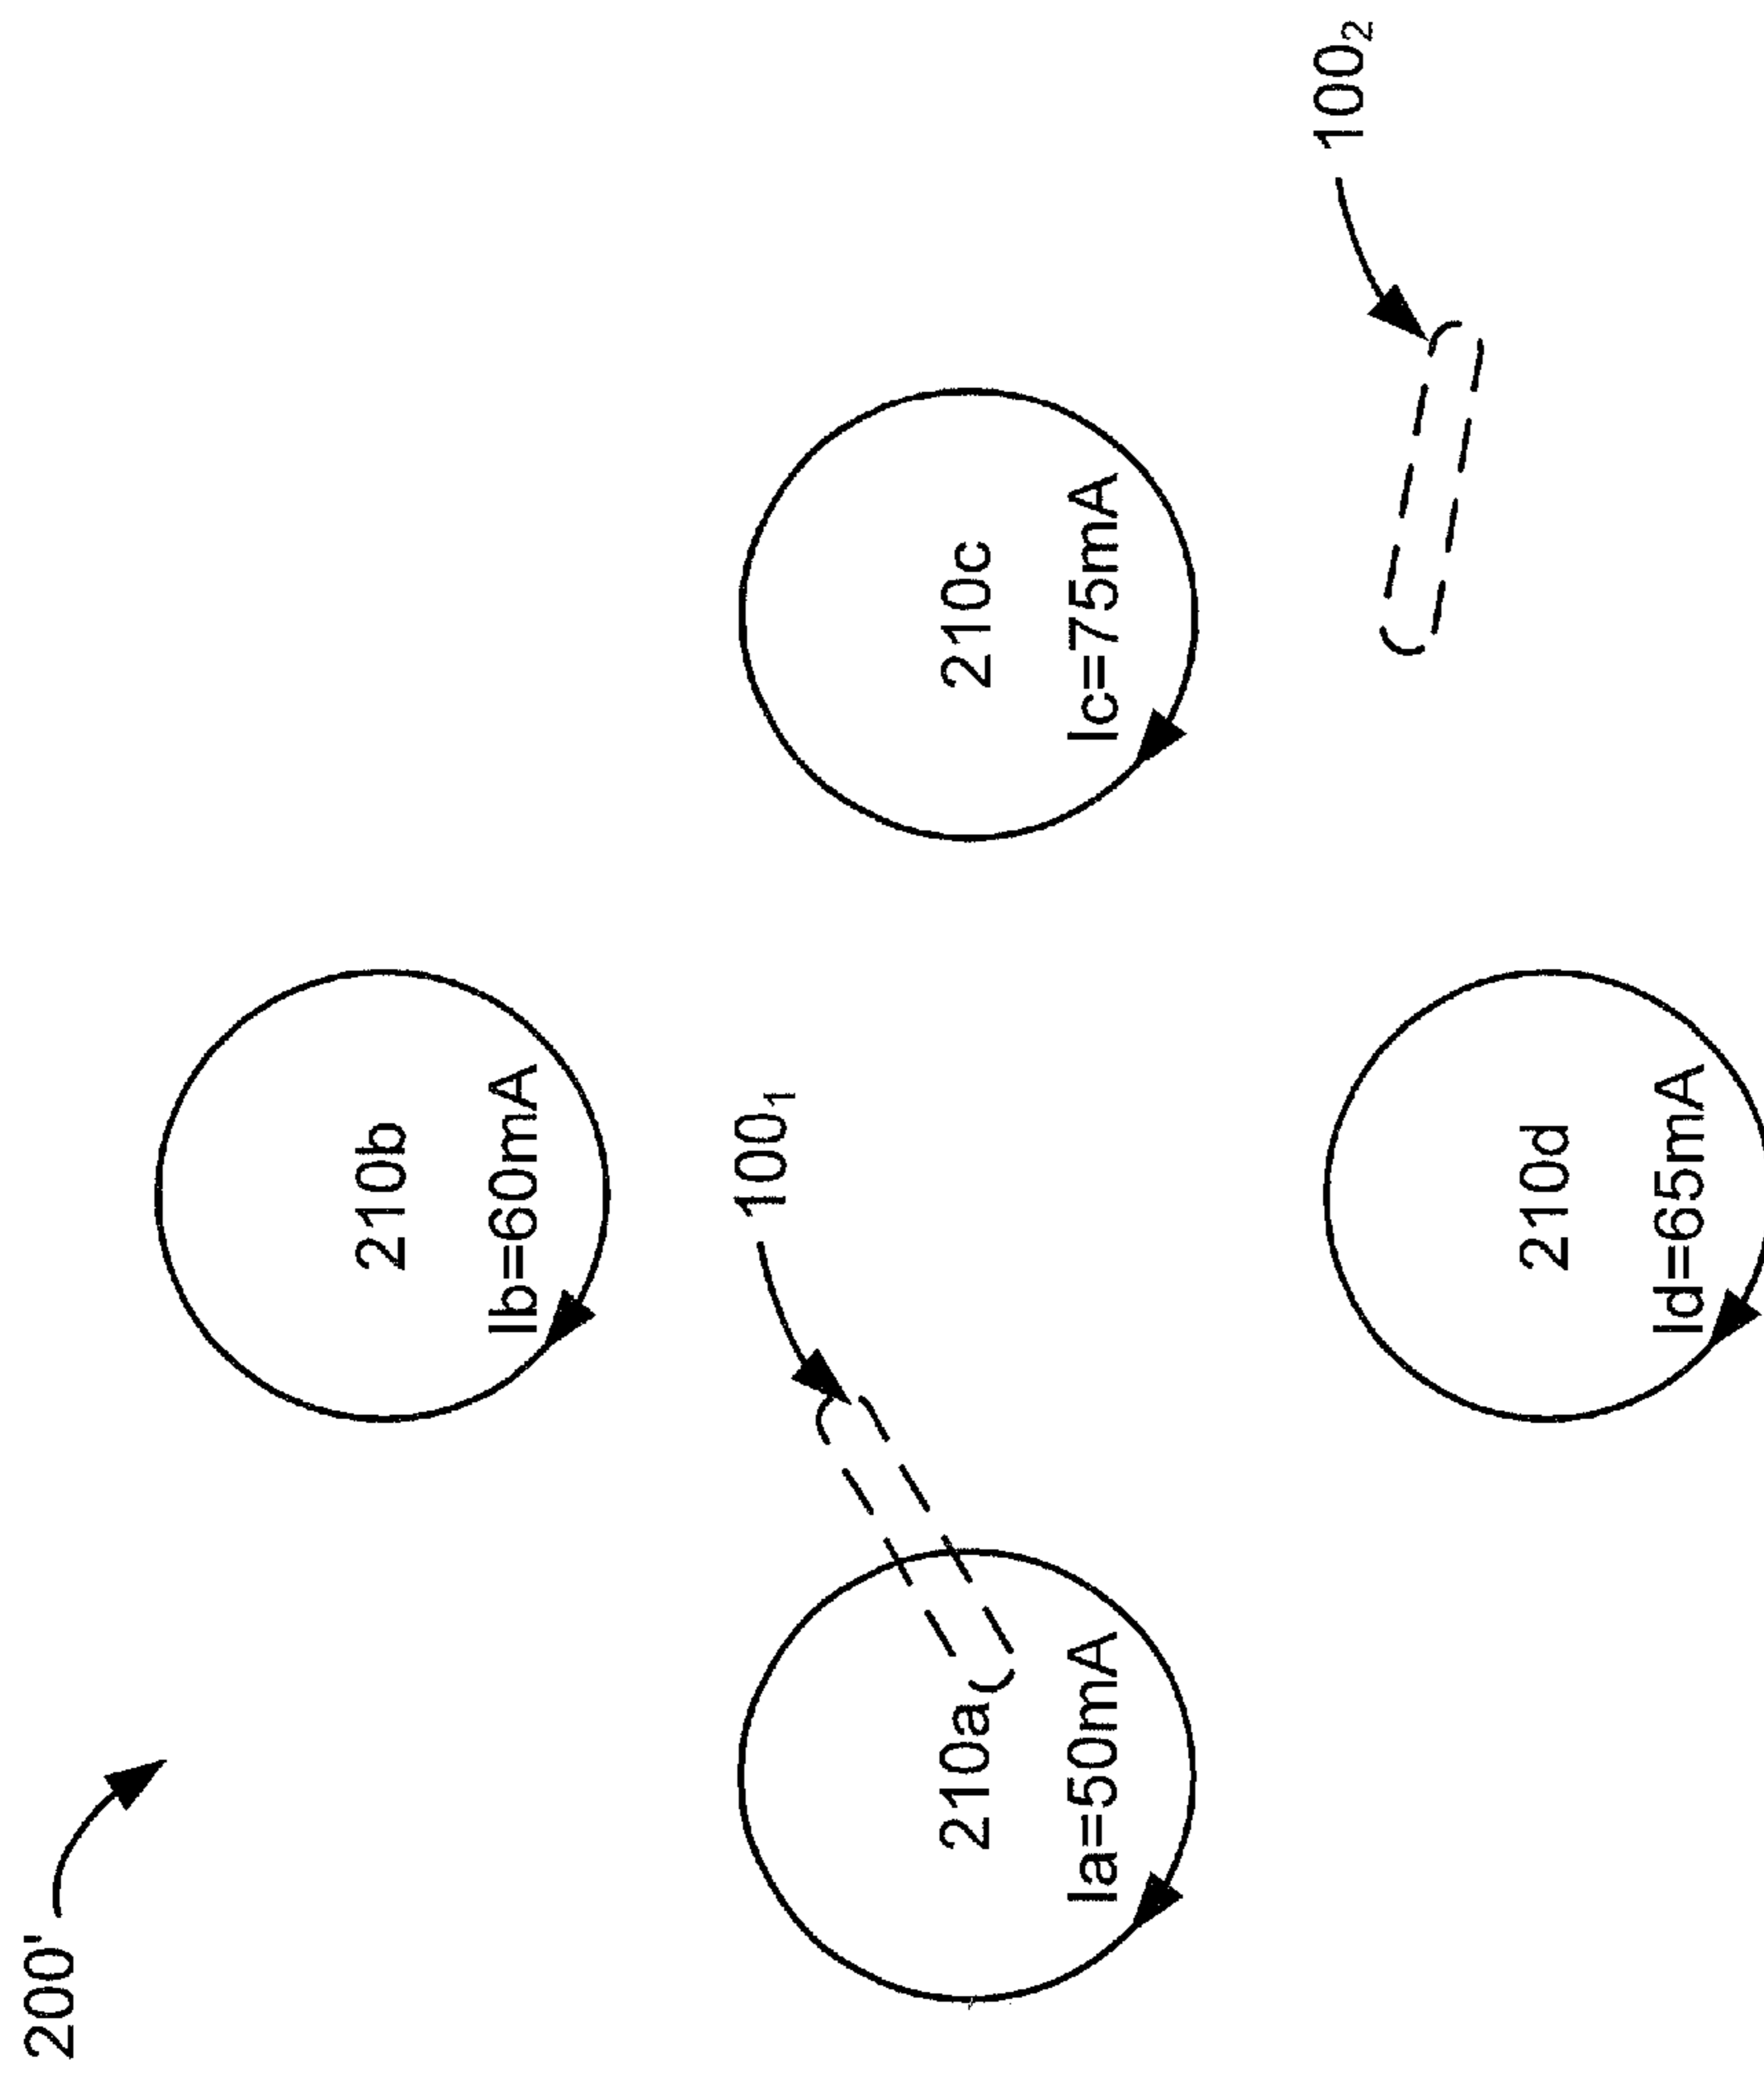 200'
210b
Ib=60mA
100₁
210a
Ia=50mA
210c
Ic=75mA
100₂
210d
Id=65mA